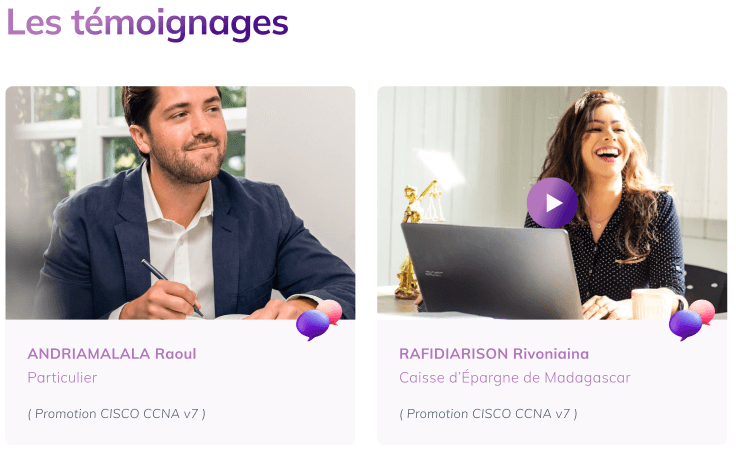 Les témoignages
ANDRIAMALALA Raoul
Particulier
( Promotion CISCO CCNA v7 )
RAFIDIARISON Rivoniaina
Caisse d'Épargne de Madagascar
( Promotion CISCO CCNA v7 )